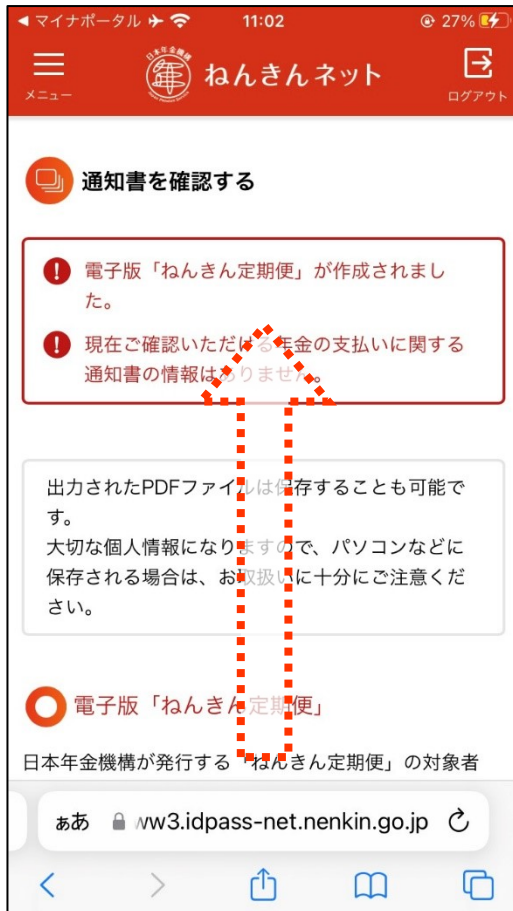 ◀ マイナポータル 11:02 27%
日本年金機構
年
ねんきんネット
メニュー
ログアウト
通知書を確認する
電子版「ねんきん定期便」が作成されまし
た。
現在ご確認いただける年金の支払いに関する
通知書の情報はありません。
出力されたPDFファイルは保存することも可能で
す。
大切な個人情報になりますので、パソコンなどに
保存される場合は、お取扱いに十分にご注意くだ
さい。
電子版「ねんきん定期便」
日本年金機構が発行する「ねんきん定期便」の対象者
ぁあ ww3.idpass-net.nenkin.go.jp